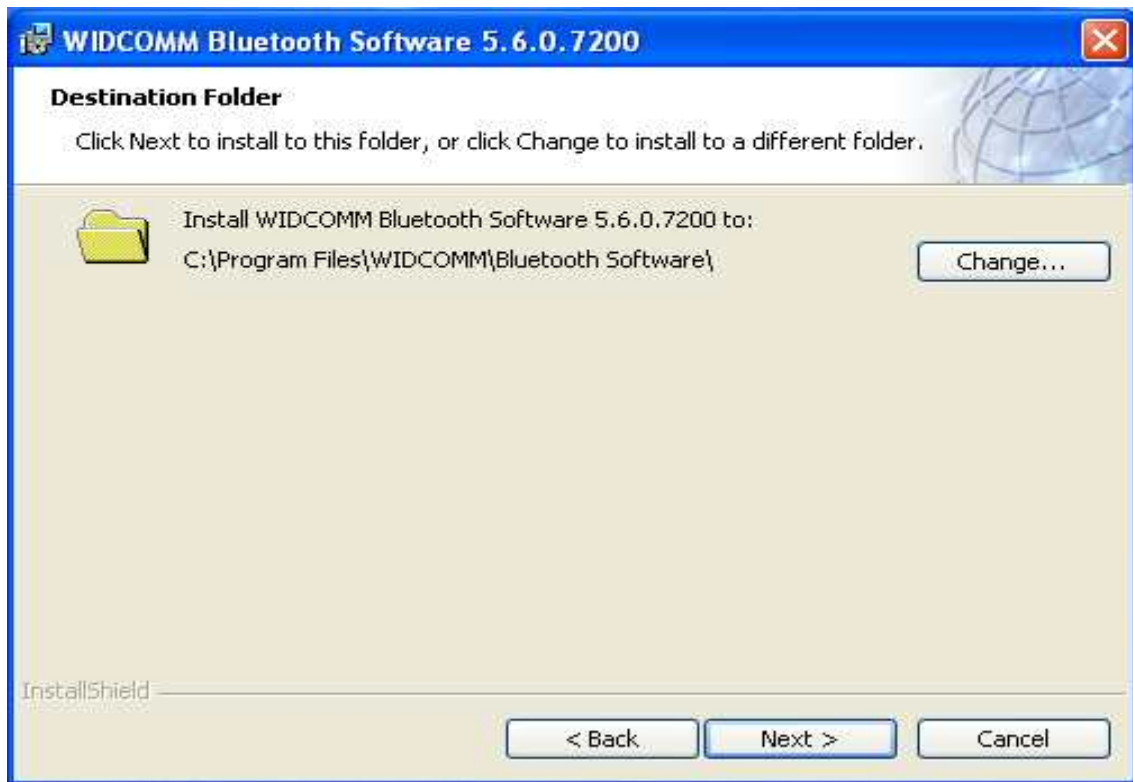 WIDCOMM Bluetooth Software 5.6.0.7200
Destination Folder
Click Next to install to this folder, or click Change to install to a different folder.
Install WIDCOMM Bluetooth Software 5.6.0.7200 to:
C:\Program Files\WIDCOMM\Bluetooth Software\
Change...
InstallShield
< Back
Next >
Cancel